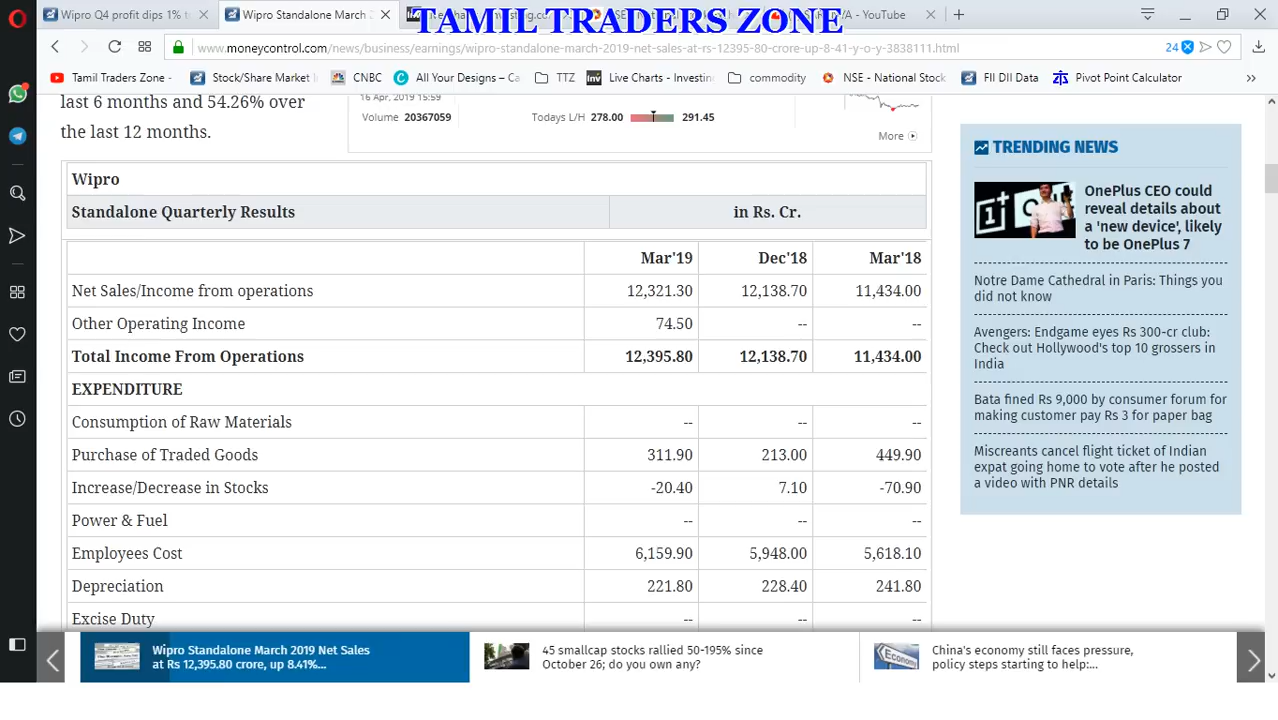 TAMIL TRADERS ZONE
Wipro Q4 profit dips 1% t
Wipro Standalone March 2
YouTube
www.moneycontrol.com/news/business/earnings/wipro-standalone-march-2019-net-sales-at-rs-12395-80-crore-up-8-41-y-o-y-3838111.html
24
Tamil Traders Zone -
Stock/Share Market
CNBC
All Your Designs – Ca
TTZ
Live Charts - Investin
commodity
NSE - National Stock
FII DII Data
Pivot Point Calculator
last 6 months and 54.26% over
the last 12 months.
16 Apr, 2019 15:59
Volume 20367059
Todays L/H 278.00 291.45
More
Wipro
Standalone Quarterly Results in Rs. Cr.
Mar'19 Dec'18 Mar'18
Net Sales/Income from operations 12,321.30 12,138.70 11,434.00
Other Operating Income 74.50 -- --
Total Income From Operations 12,395.80 12,138.70 11,434.00
EXPENDITURE
Consumption of Raw Materials -- -- --
Purchase of Traded Goods 311.90 213.00 449.90
Increase/Decrease in Stocks -20.40 7.10 -70.90
Power & Fuel -- -- --
Employees Cost 6,159.90 5,948.00 5,618.10
Depreciation 221.80 228.40 241.80
Excise Duty -- -- --
TRENDING NEWS
OnePlus CEO could
reveal details about
a 'new device', likely
to be OnePlus 7
Notre Dame Cathedral in Paris: Things you
did not know
Avengers: Endgame eyes Rs 300-cr club:
Check out Hollywood's top 10 grossers in
India
Bata fined Rs 9,000 by consumer forum for
making customer pay Rs 3 for paper bag
Miscreants cancel flight ticket of Indian
expat going home to vote after he posted
a video with PNR details
Wipro Standalone March 2019 Net Sales
at Rs 12,395.80 crore, up 8.41%...
45 smallcap stocks rallied 50-195% since
October 26; do you own any?
China's economy still faces pressure,
policy steps starting to help:...